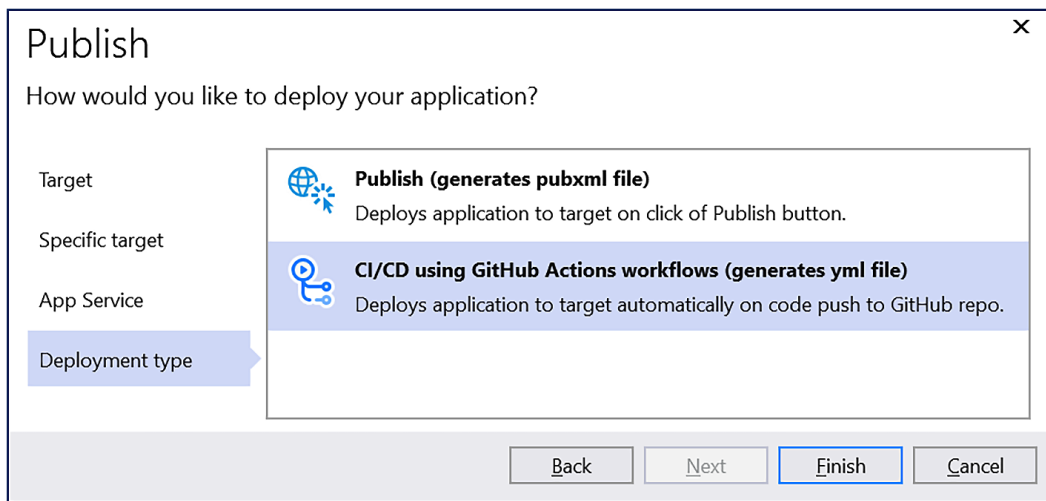 Publish
How would you like to deploy your application?
Target
Specific target
App Service
Deployment type
Publish (generates pubxml file)
Deploys application to target on click of Publish button.
CI/CD using GitHub Actions workflows (generates yml file)
Deploys application to target automatically on code push to GitHub repo.
Back
Next
Finish
Cancel